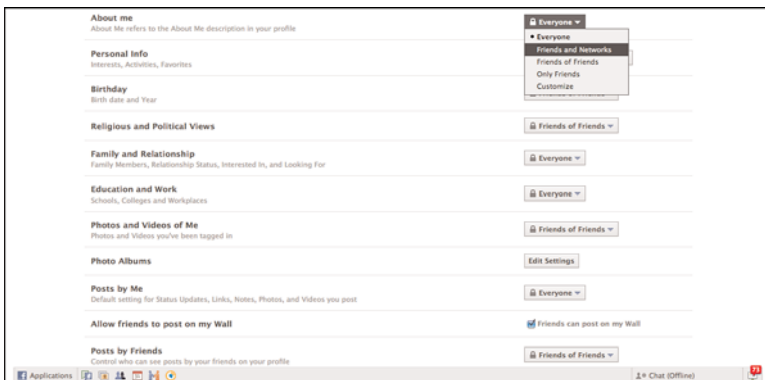 About me
About Me refers to the About Me description in your profile
Everyone
• Everyone
Friends and Networks
Friends of Friends
Only Friends
Customize
Personal Info
Interests, Activities, Favorites
Birthday
Birth date and Year
Religious and Political Views
Friends of Friends
Family and Relationship
Family Members, Relationship Status, Interested In, and Looking For
Everyone
Education and Work
Schools, Colleges and Workplaces
Everyone
Photos and Videos of Me
Photos and Videos you've been tagged in
Friends of Friends
Photo Albums
Edit Settings
Posts by Me
Default setting for Status Updates, Links, Notes, Photos, and Videos you post
Everyone
Allow friends to post on my Wall
Friends can post on my Wall
Posts by Friends
Control who can see posts by your friends on your profile
Friends of Friends
Applications
Chat (Offline)
73